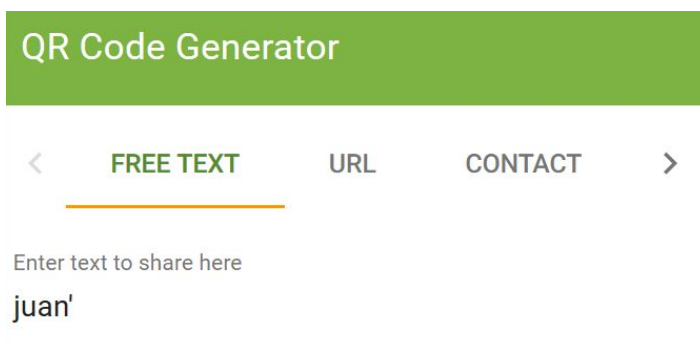 QR Code Generator
FREE TEXT URL CONTACT
Enter text to share here
juan'